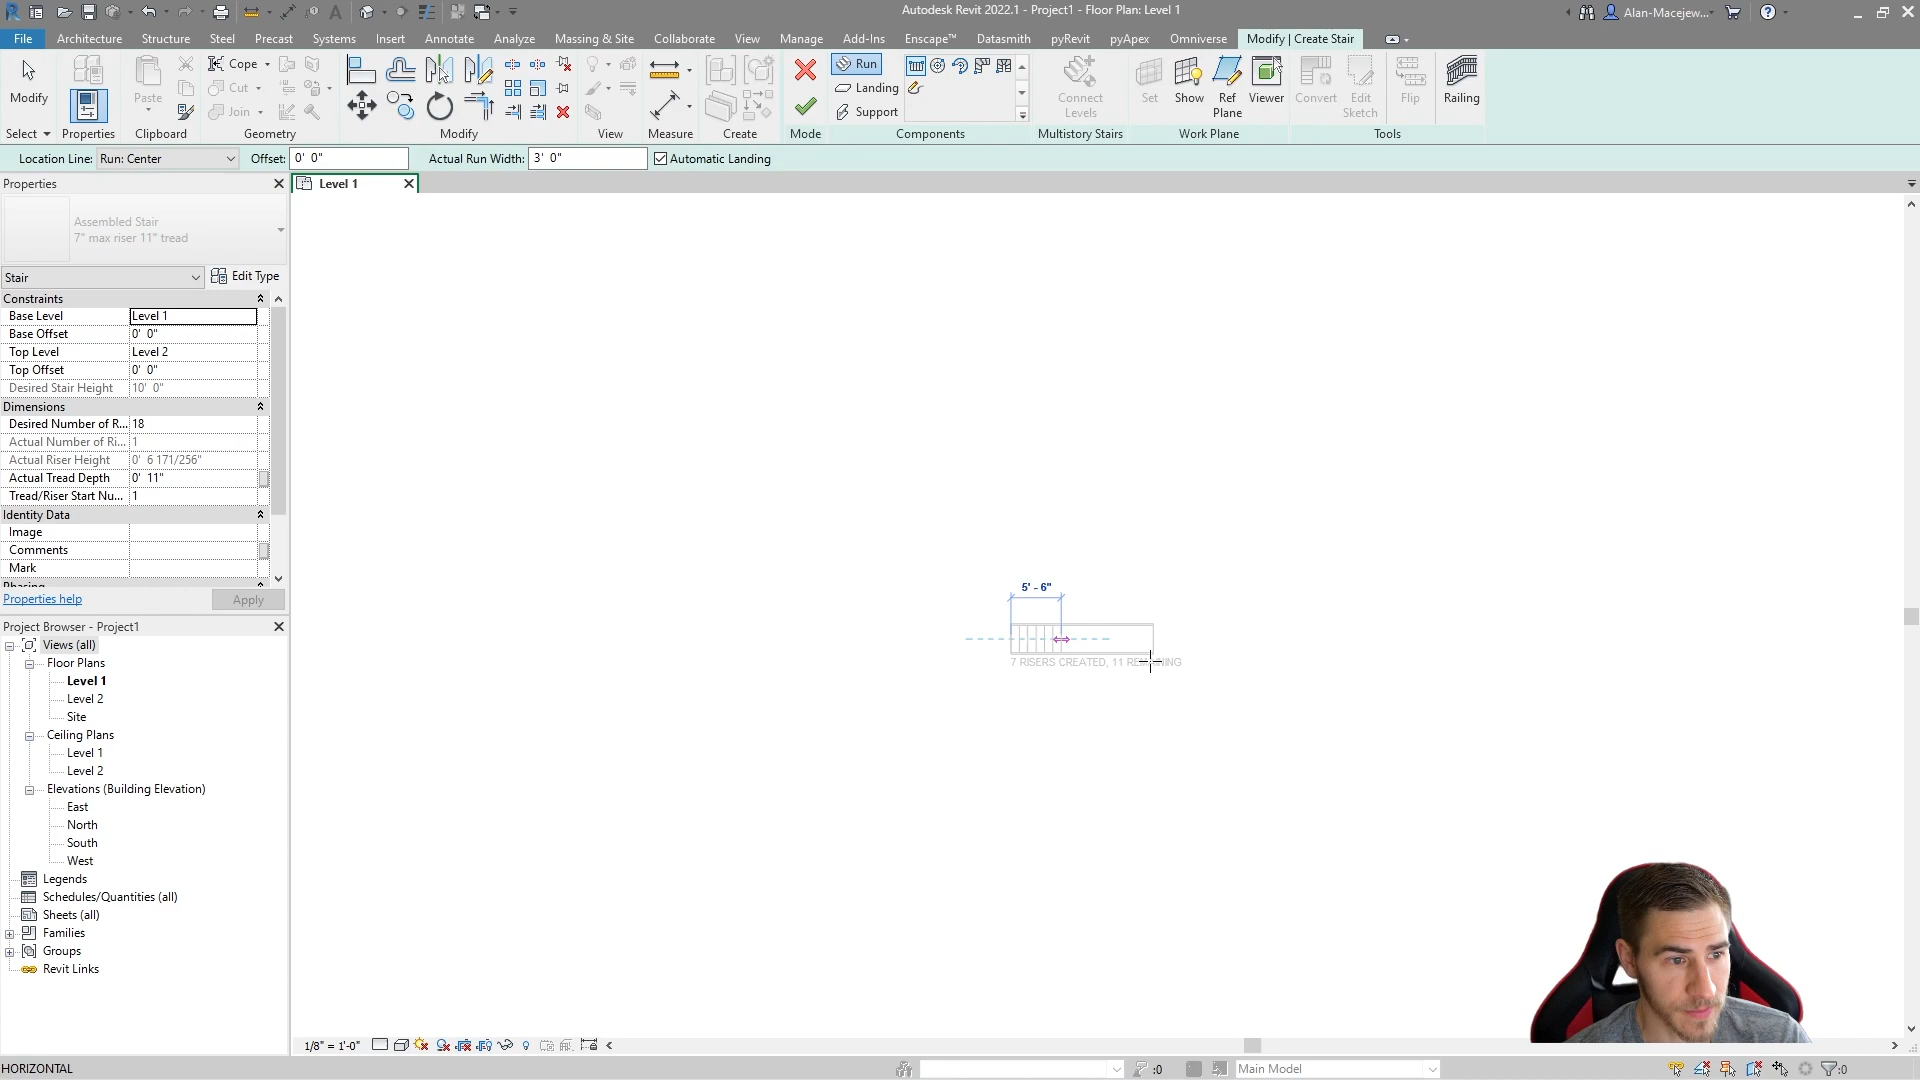 Autodesk Revit 2022.1 - Project1 - Floor Plan: Level 1
Alan-Macejew...
File Architecture Structure Steel Precast Systems Insert Annotate Analyze Massing & Site Collaborate View Manage Add-Ins Enscape™ Datasmith pyRevit pyApex Omniverse Modify | Create Stair
Modify
Paste
Cope
Cut
Join
Run
Landing
Support
Connect
Levels
Set
Show
Ref
Plane
Viewer
Convert
Edit
Sketch
Flip
Railing
Select Properties Clipboard Geometry Modify View Measure Create Mode Components Multistory Stairs Work Plane Tools
Location Line: Run: Center Offset: 0' 0" Actual Run Width: 3' 0" Automatic Landing
Properties
Level 1
Assembled Stair
7" max riser 11" tread
Stair Edit Type
Constraints
Base Level Level 1
Base Offset 0' 0"
Top Level Level 2
Top Offset 0' 0"
Desired Stair Height 10' 0"
Dimensions
Desired Number of R... 18
Actual Number of Ri... 1
Actual Riser Height 0' 6 171/256"
Actual Tread Depth 0' 11"
Tread/Riser Start Nu... 1
Identity Data
Image
Comments
Mark
Phasing
Properties help Apply
Project Browser - Project1
Views (all)
Floor Plans
Level 1
Level 2
Site
Ceiling Plans
Level 1
Level 2
Elevations (Building Elevation)
East
North
South
West
Legends
Schedules/Quantities (all)
Sheets (all)
Families
Groups
Revit Links
5' - 6"
7 RISERS CREATED, 11 REMAINING
1/8" = 1'-0"
HORIZONTAL
:0
Main Model
:0